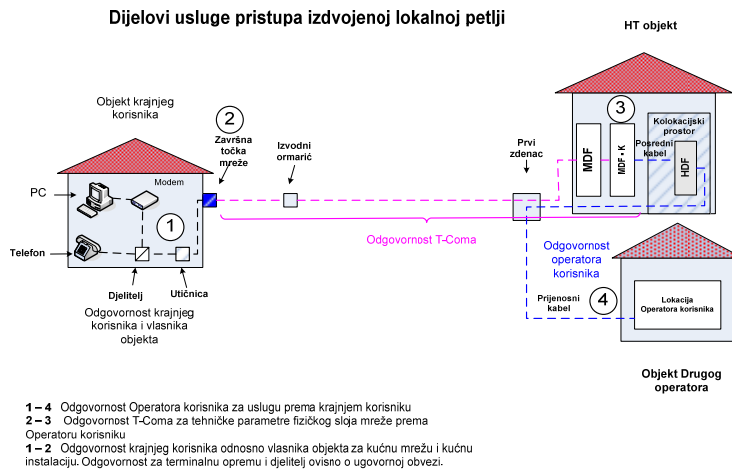 Dijelovi usluge pristupa izdvojenoj lokalnoj petlji
HT objekt
Objekt krajnjeg
korisnika
2
Završna
točka
mreže
Izvodni
ormarić
Prvi
zdenac
3
Kolokacijski
prostor
Posredni
kabel
MDF
MDF - K
HDF
Modem
PC
1
Telefon
Odgovornost T-Coma
Odgovornost
operatora
korisnika
Djelitelj
Utičnica
Odgovornost krajnjeg
korisnika i vlasnika
objekta
Prijenosni
kabel
4
Lokacija
Operatora korisnika
Objekt Drugog
operatora
1 – 4 Odgovornost Operatora korisnika za uslugu prema krajnjem korisniku
2 – 3 Odgovornost T-Coma za tehničke parametre fizičkog sloja mreže prema
Operatoru korisniku
1 – 2 Odgovornost krajnjeg korisnika odnosno vlasnika objekta za kućnu mrežu i kućnu
instalaciju. Odgovornost za terminalnu opremu i djelitelj ovisno o ugovornoj obvezi.